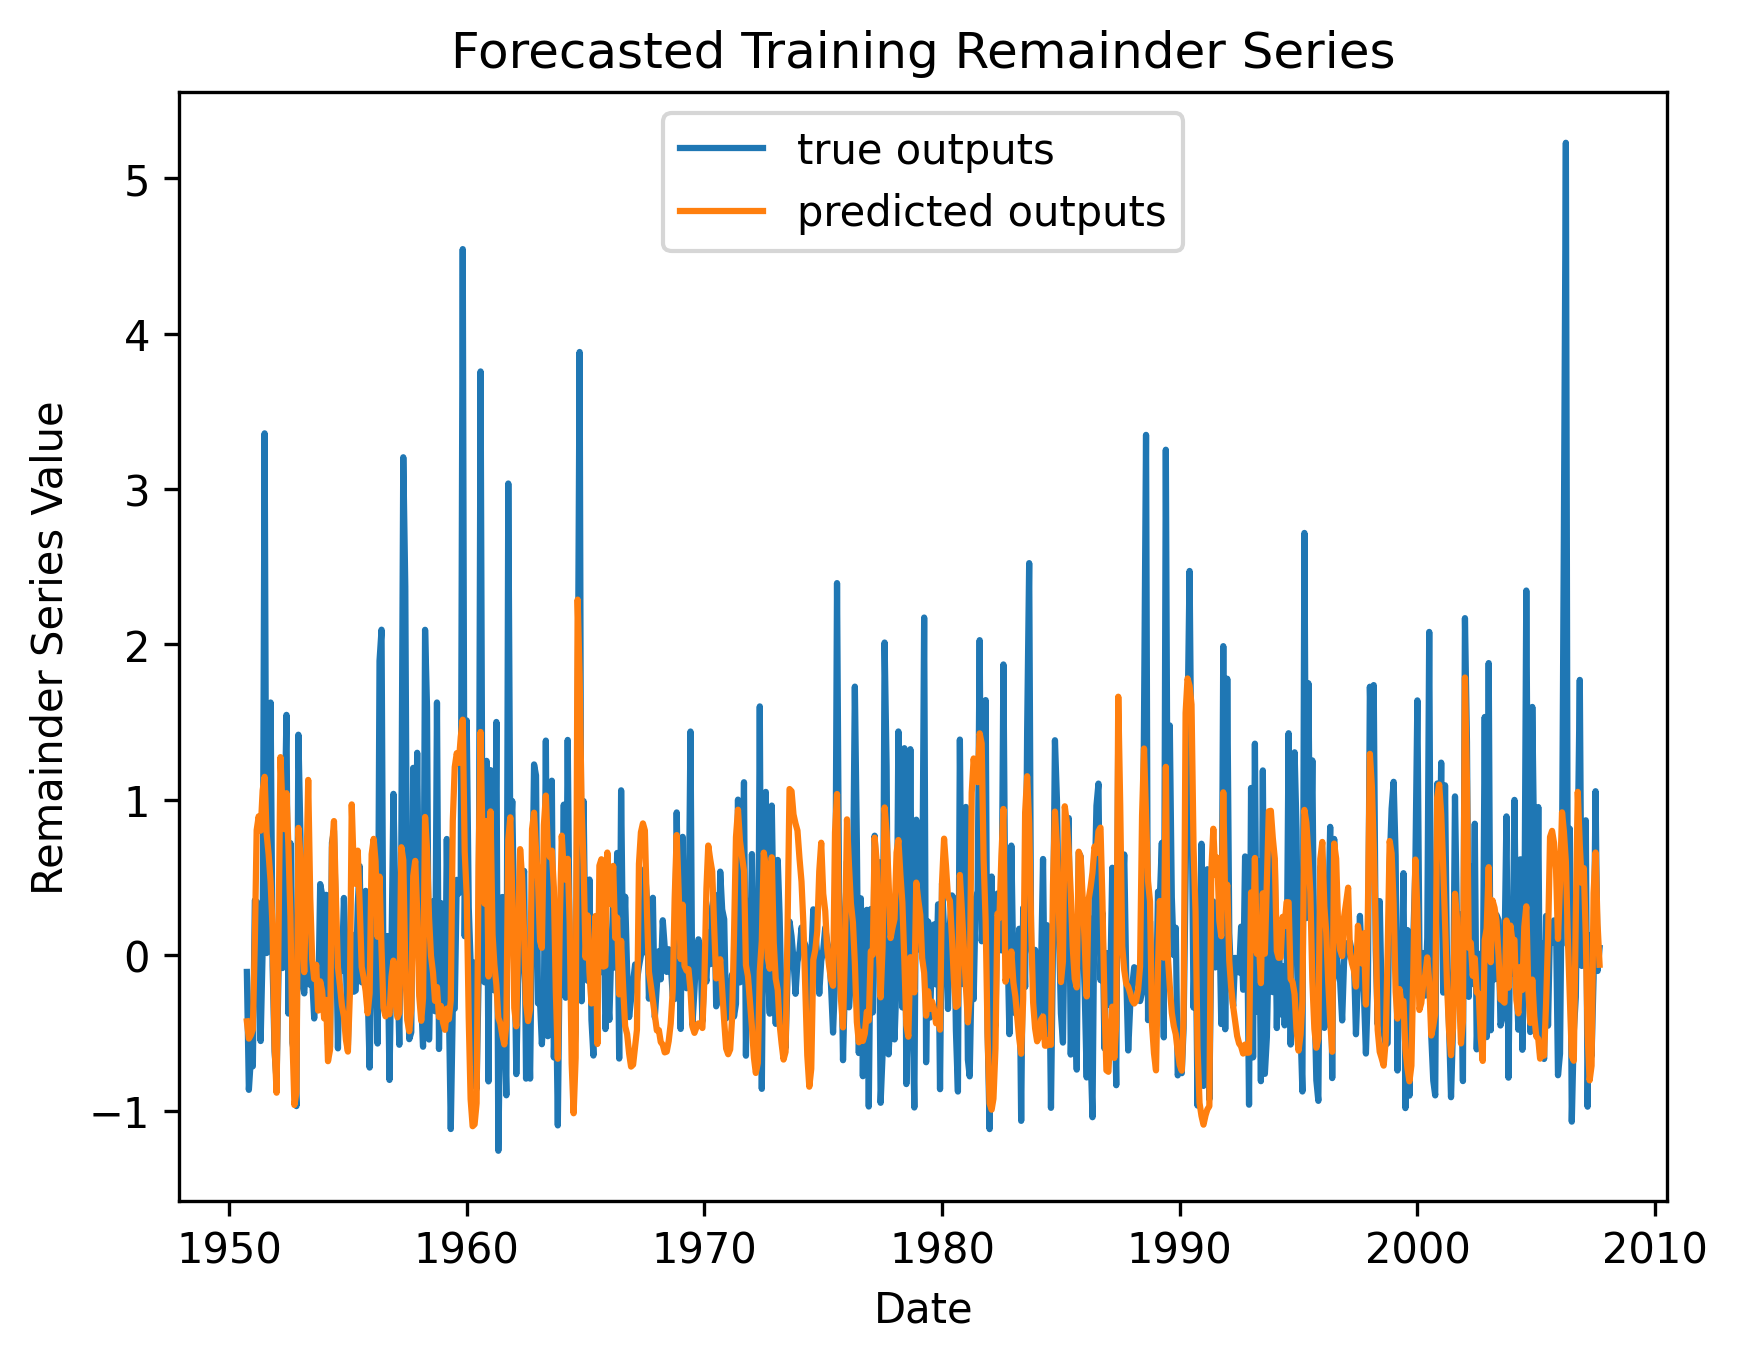 Forecasted Training Remainder Series
true outputs
predicted outputs
Remainder Series Value
5
4
3
2
1
0
−1
1950 1960 1970 1980 1990 2000 2010
Date